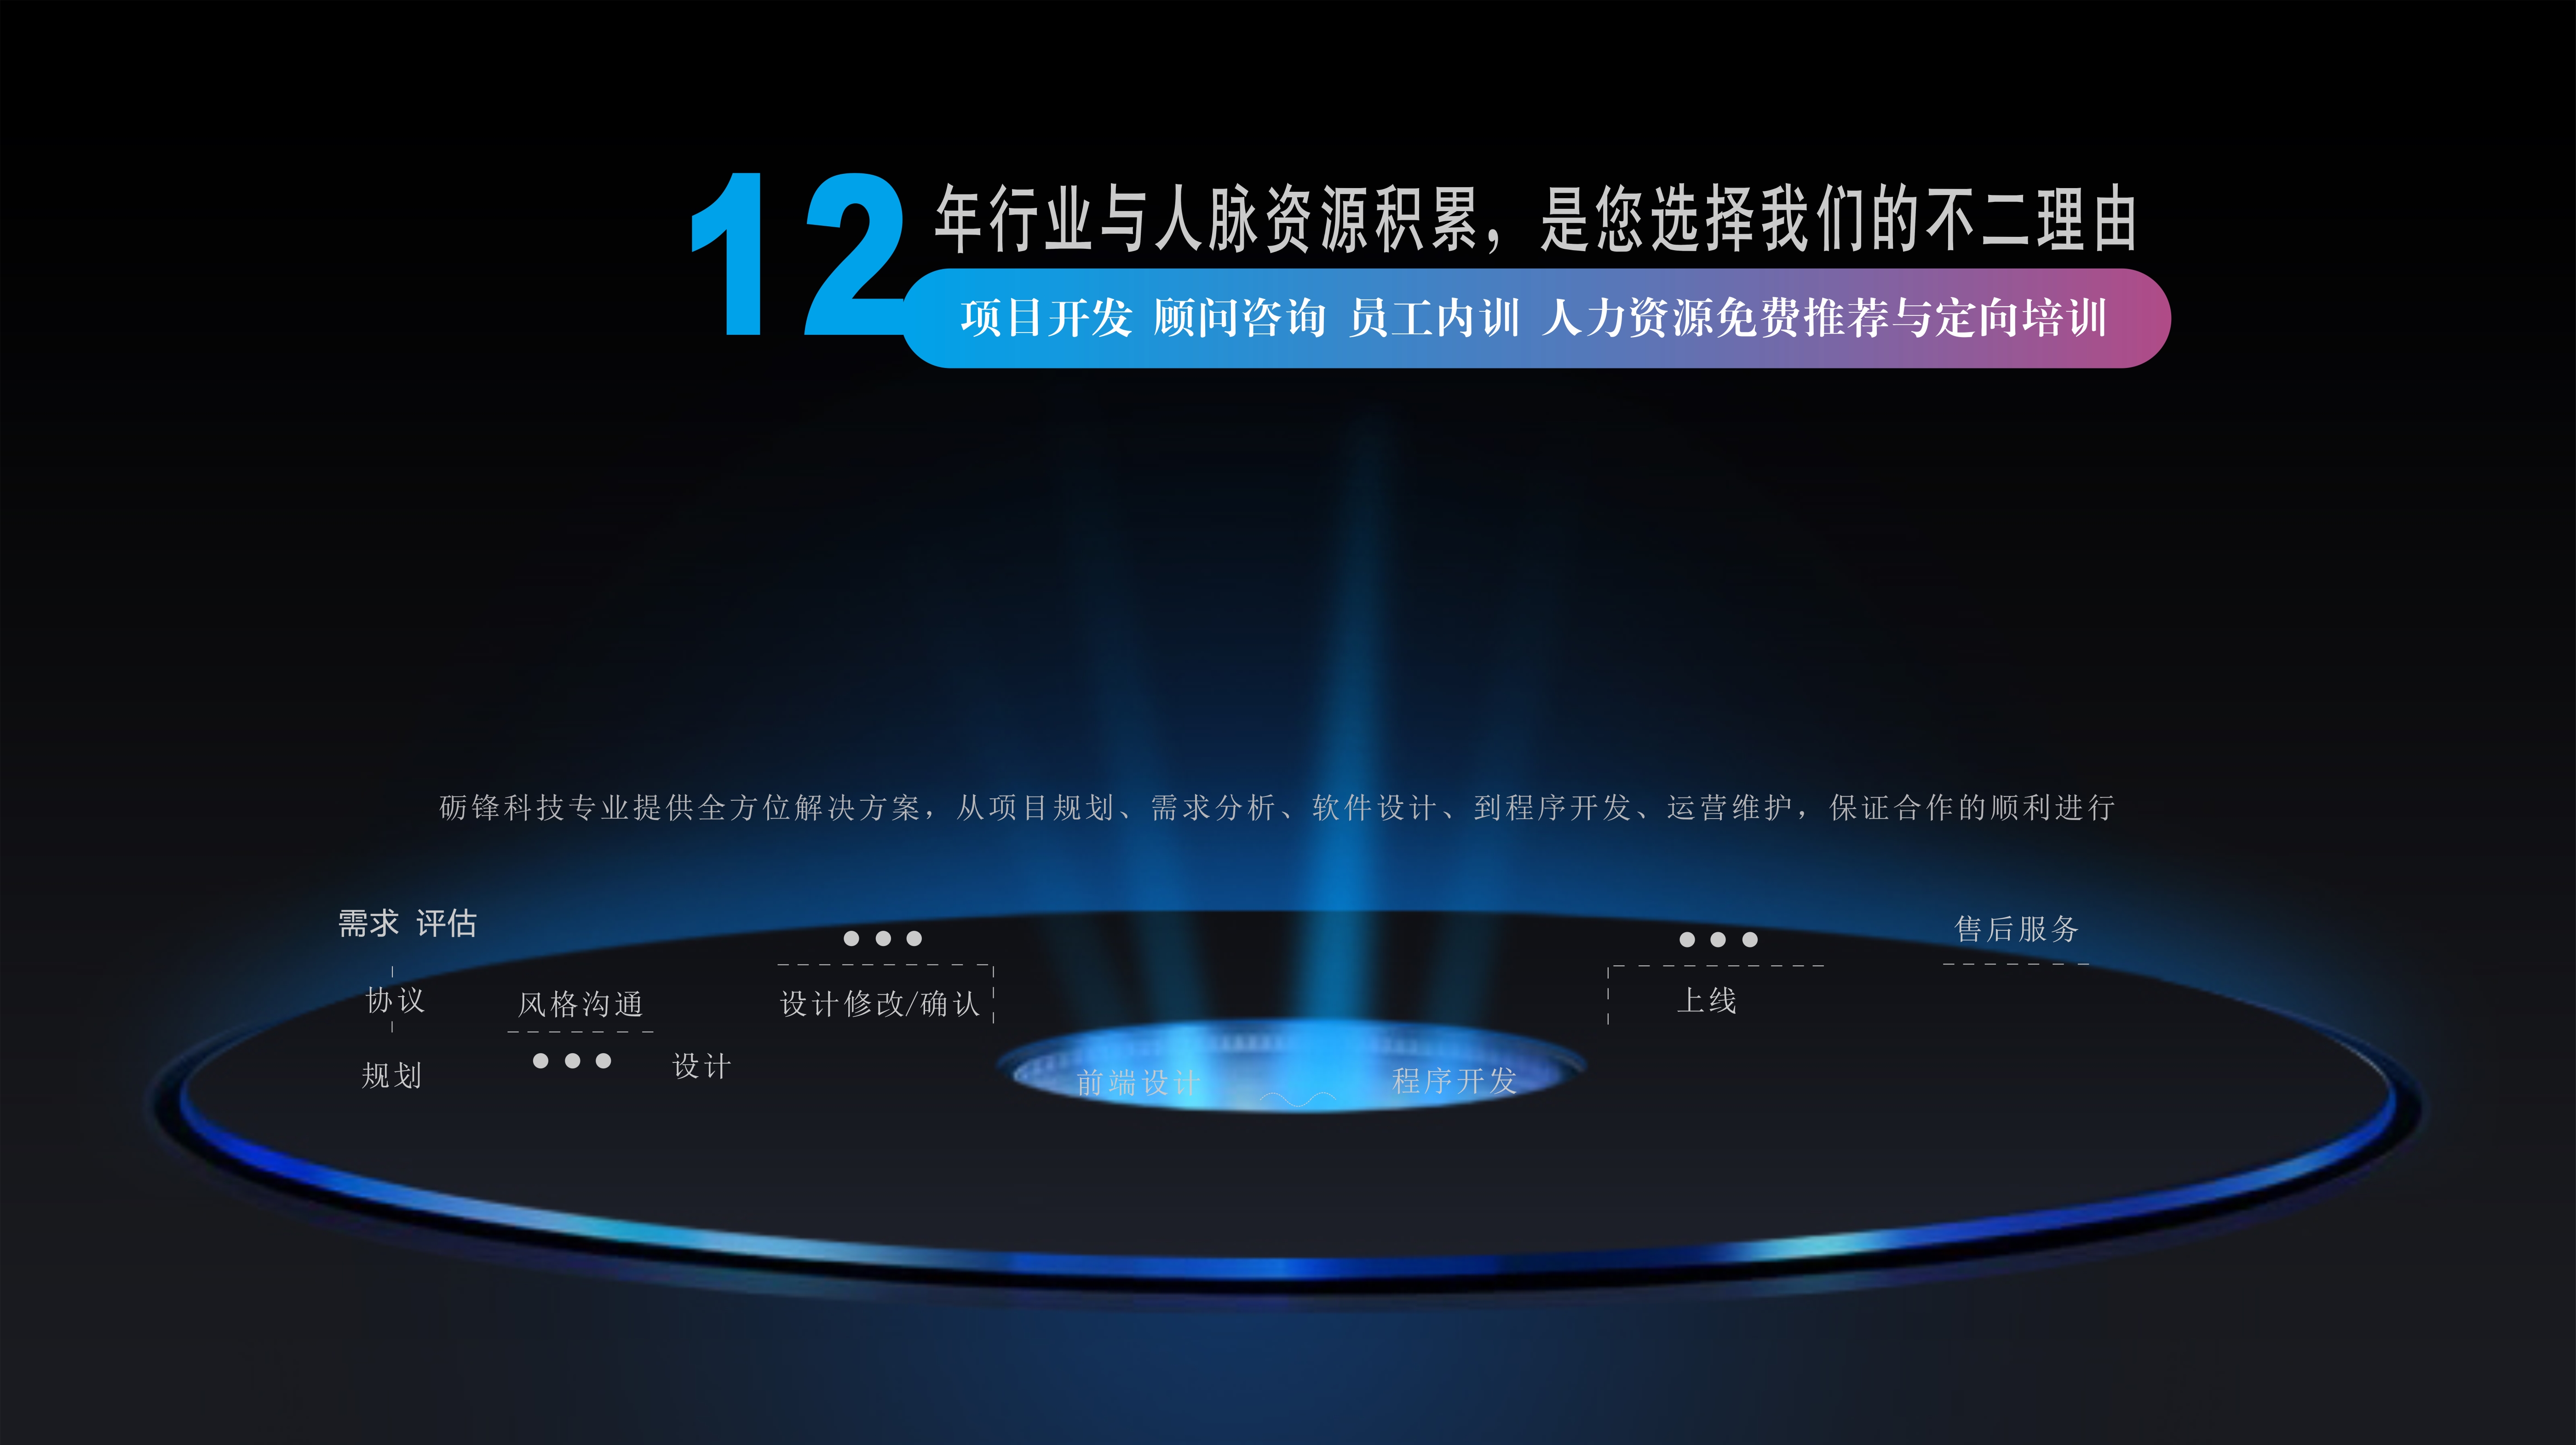 12年行业与人脉资源积累，是您选择我们的不二理由
项目开发 顾问咨询 员工内训 人力资源免费推荐与定向培训
砺锋科技专业提供全方位解决方案，从项目规划、需求分析、软件设计、到程序开发、运营维护，保证合作的顺利进行
需求 评估
协议
规划
风格沟通
设计
设计修改/确认
前端设计
程序开发
上线
售后服务